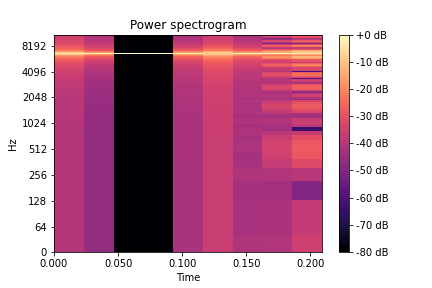 Power spectrogram
8192
4096
2048
1024
512
256
128
64
0
Hz
0.000
0.050
0.100
0.150
0.200
Time
+0 dB
-10 dB
-20 dB
-30 dB
-40 dB
-50 dB
-60 dB
-70 dB
-80 dB